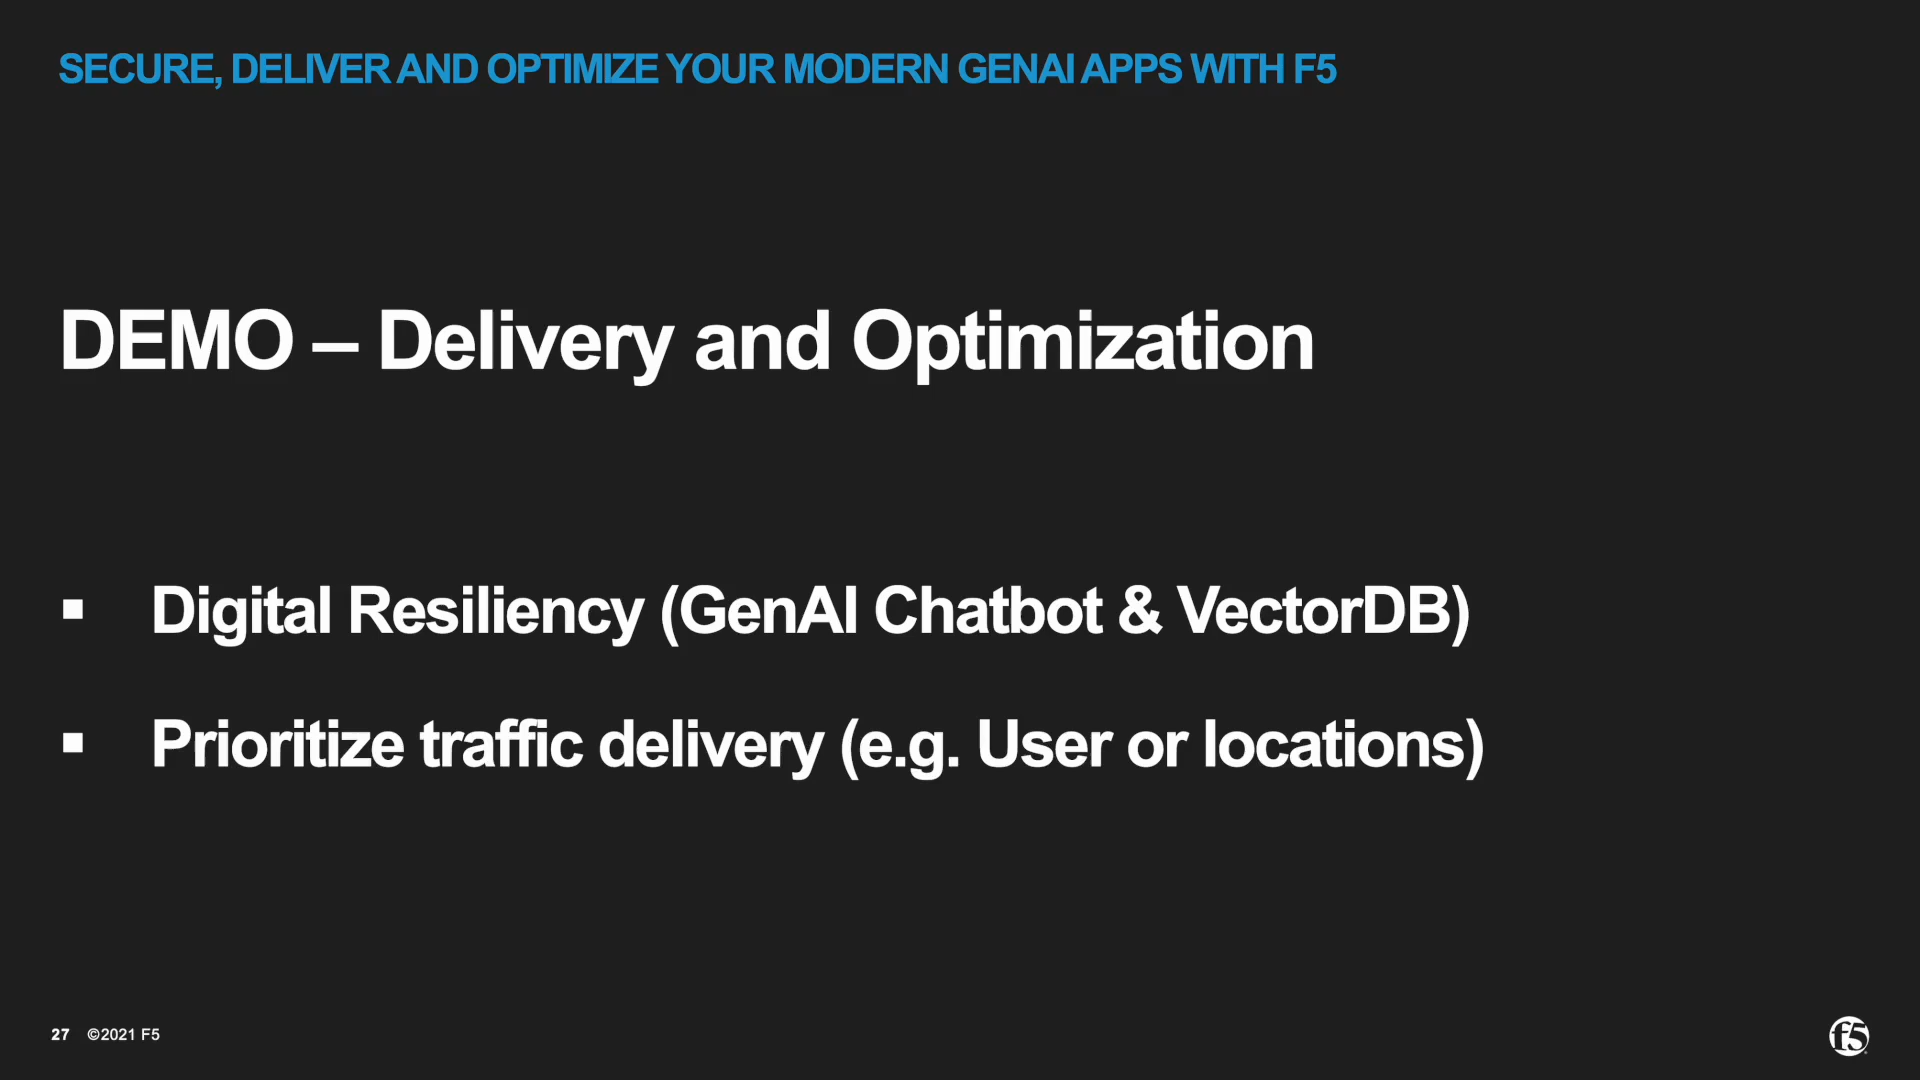 SECURE, DELIVER AND OPTIMIZE YOUR MODERN GENAI APPS WITH F5
DEMO – Delivery and Optimization
▪ Digital Resiliency (GenAI Chatbot & VectorDB)
▪ Prioritize traffic delivery (e.g. User or locations)
27 ©2021 F5
f5